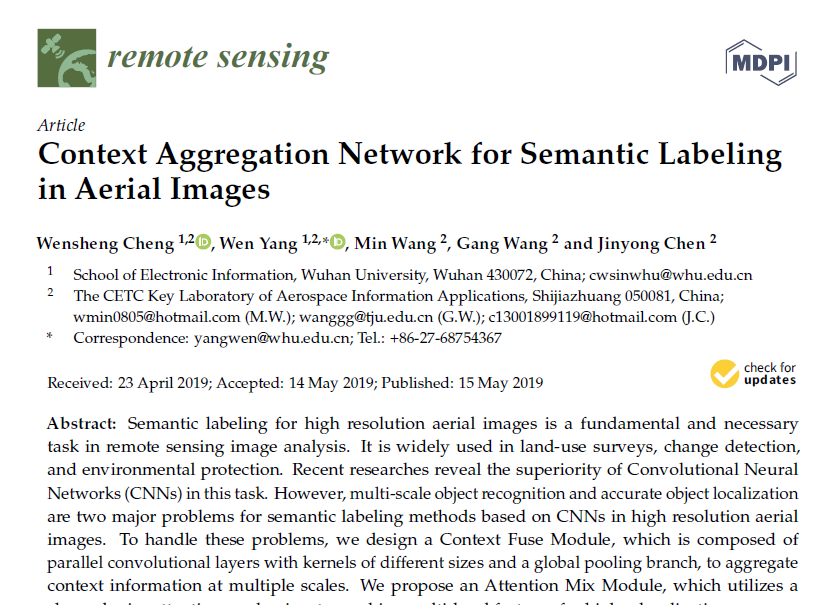 remote sensing
MDPI
Article
Context Aggregation Network for Semantic Labeling
in Aerial Images
Wensheng Cheng 1,2 iD, Wen Yang 1,2,* iD, Min Wang 2, Gang Wang 2 and Jinyong Chen 2
1 School of Electronic Information, Wuhan University, Wuhan 430072, China; cwsinwhu@whu.edu.cn
2 The CETC Key Laboratory of Aerospace Information Applications, Shijiazhuang 050081, China;
wmin0805@hotmail.com (M.W.); wanggg@tju.edu.cn (G.W.); c13001899119@hotmail.com (J.C.)
* Correspondence: yangwen@whu.edu.cn; Tel.: +86-27-68754367
check for
updates
Received: 23 April 2019; Accepted: 14 May 2019; Published: 15 May 2019
Abstract: Semantic labeling for high resolution aerial images is a fundamental and necessary
task in remote sensing image analysis. It is widely used in land-use surveys, change detection,
and environmental protection. Recent researches reveal the superiority of Convolutional Neural
Networks (CNNs) in this task. However, multi-scale object recognition and accurate object localization
are two major problems for semantic labeling methods based on CNNs in high resolution aerial
images. To handle these problems, we design a Context Fuse Module, which is composed of
parallel convolutional layers with kernels of different sizes and a global pooling branch, to aggregate
context information at multiple scales. We propose an Attention Mix Module, which utilizes a